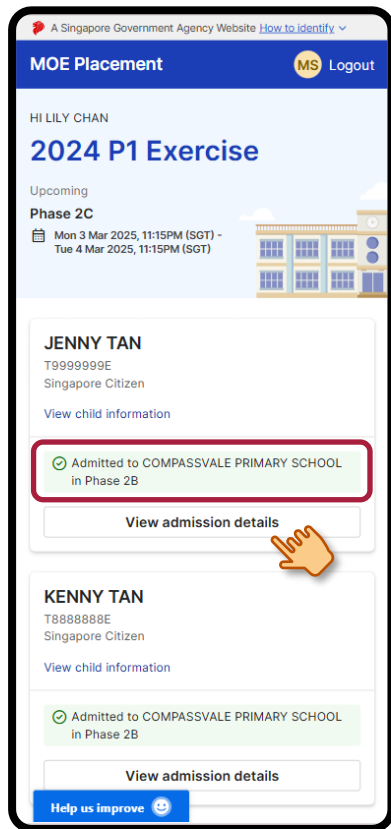 A Singapore Government Agency Website How to identify
MOE Placement
MS Logout
HI LILY CHAN
2024 P1 Exercise
Upcoming
Phase 2C
Mon 3 Mar 2025, 11:15PM (SGT) -
Tue 4 Mar 2025, 11:15PM (SGT)
JENNY TAN
T9999999E
Singapore Citizen
View child information
Admitted to COMPASSVALE PRIMARY SCHOOL
in Phase 2B
View admission details
KENNY TAN
T8888888E
Singapore Citizen
View child information
Admitted to COMPASSVALE PRIMARY SCHOOL
in Phase 2B
View admission details
Help us improve